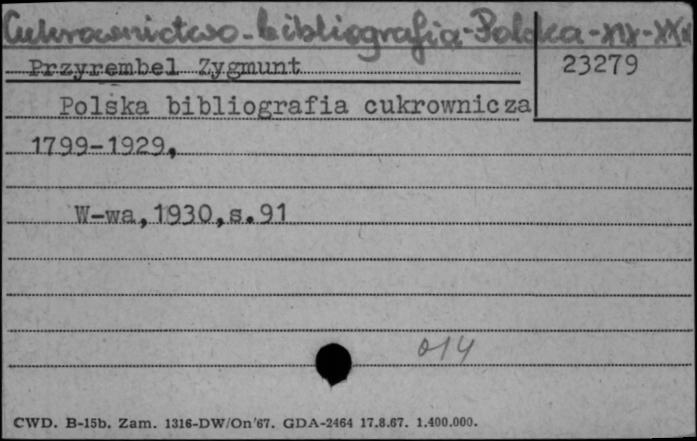 Cukrownictwo-bibliografia-Polska-XIX-XXw
Przyrembel Zygmunt
23279
Polska bibliografia cukrownicza
1799-1929,
W-wa,1930,s.91
014
CWD. B-15b. Zam. 1316-DW/On'67. GDA-2464 17.8.67. 1.400.000.